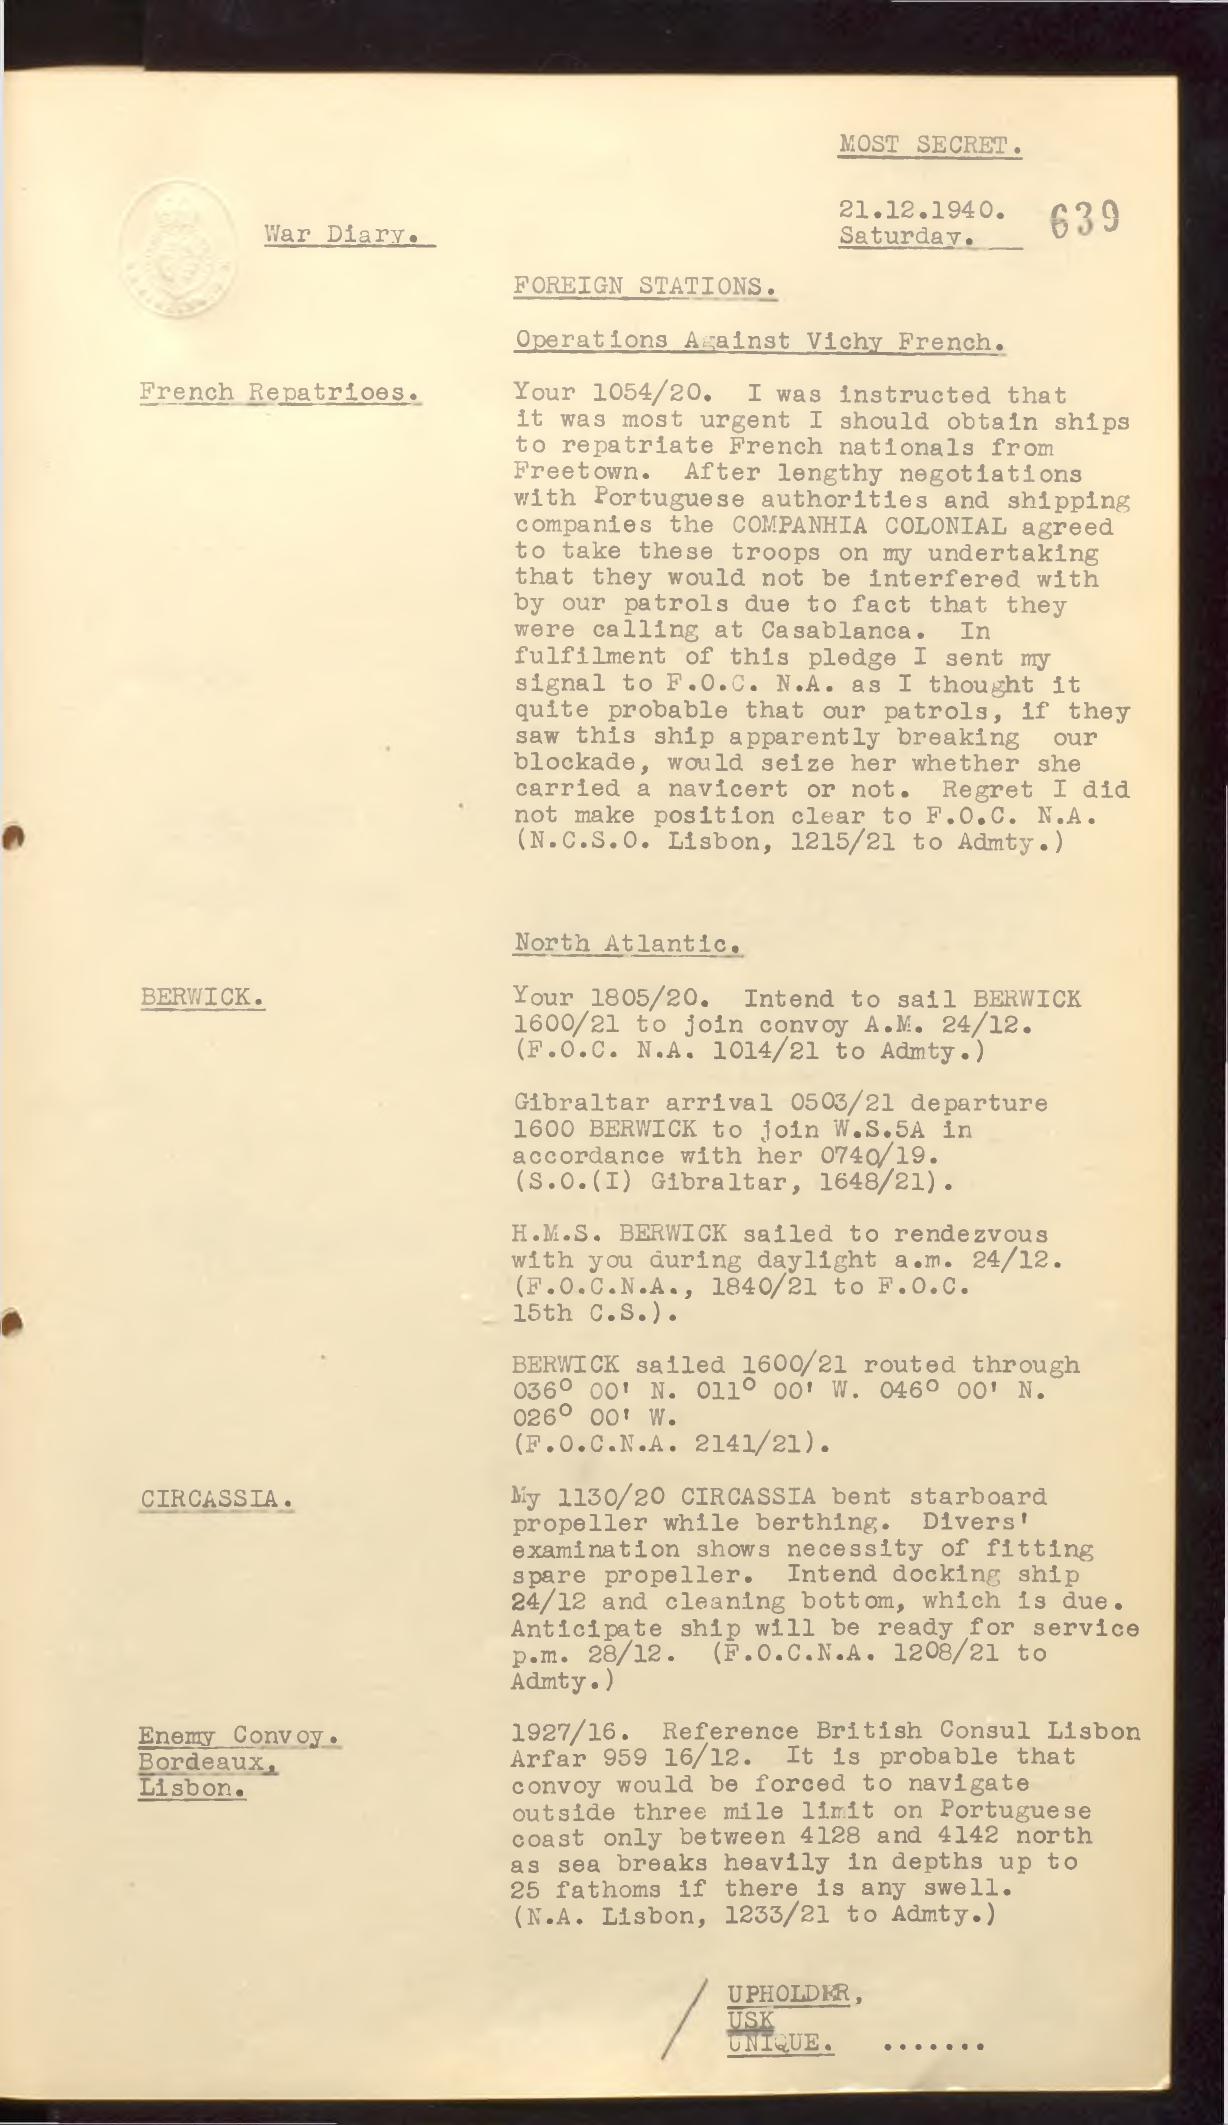 MOST SECRET.
21.12.1940.
Saturday.
639
War Diary.
FOREIGN STATIONS.
Operations Against Vichy French.
French Repatrioes.
Your 1054/20. I was instructed that
it was most urgent I should obtain ships
to repatriate French nationals from
Freetown. After lengthy negotiations
with Portuguese authorities and shipping
companies the COMPANHIA COLONIAL agreed
to take these troops on my undertaking
that they would not be interfered with
by our patrols due to fact that they
were calling at Casablanca. In
fulfilment of this pledge I sent my
signal to F.O.C. N.A. as I thought it
quite probable that our patrols, if they
saw this ship apparently breaking our
blockade, would seize her whether she
carried a navicert or not. Regret I did
not make position clear to F.O.C. N.A.
(N.C.S.O. Lisbon, 1215/21 to Admty.)
North Atlantic.
BERWICK.
Your 1805/20. Intend to sail BERWICK
1600/21 to join convoy A.M. 24/12.
(F.O.C. N.A. 1014/21 to Admty.)
Gibraltar arrival 0503/21 departure
1600 BERWICK to join W.S.5A in
accordance with her 0740/19.
(S.O.(I) Gibraltar, 1648/21).
H.M.S. BERWICK sailed to rendezvous
with you during daylight a.m. 24/12.
(F.O.C.N.A., 1840/21 to F.O.C.
15th C.S.).
BERWICK sailed 1600/21 routed through
036° 00' N. 011° 00' W. 046° 00' N.
026° 00' W.
(F.O.C.N.A. 2141/21).
CIRCASSIA.
My 1130/20 CIRCASSIA bent starboard
propeller while berthing. Divers'
examination shows necessity of fitting
spare propeller. Intend docking ship
24/12 and cleaning bottom, which is due.
Anticipate ship will be ready for service
p.m. 28/12. (F.O.C.N.A. 1208/21 to
Admty.)
Enemy Convoy.
Bordeaux,
Lisbon.
1927/16. Reference British Consul Lisbon
Arfar 959 16/12. It is probable that
convoy would be forced to navigate
outside three mile limit on Portuguese
coast only between 4128 and 4142 north
as sea breaks heavily in depths up to
25 fathoms if there is any swell.
(N.A. Lisbon, 1233/21 to Admty.)
/ UPHOLDER,
USK
UNIQUE. .......